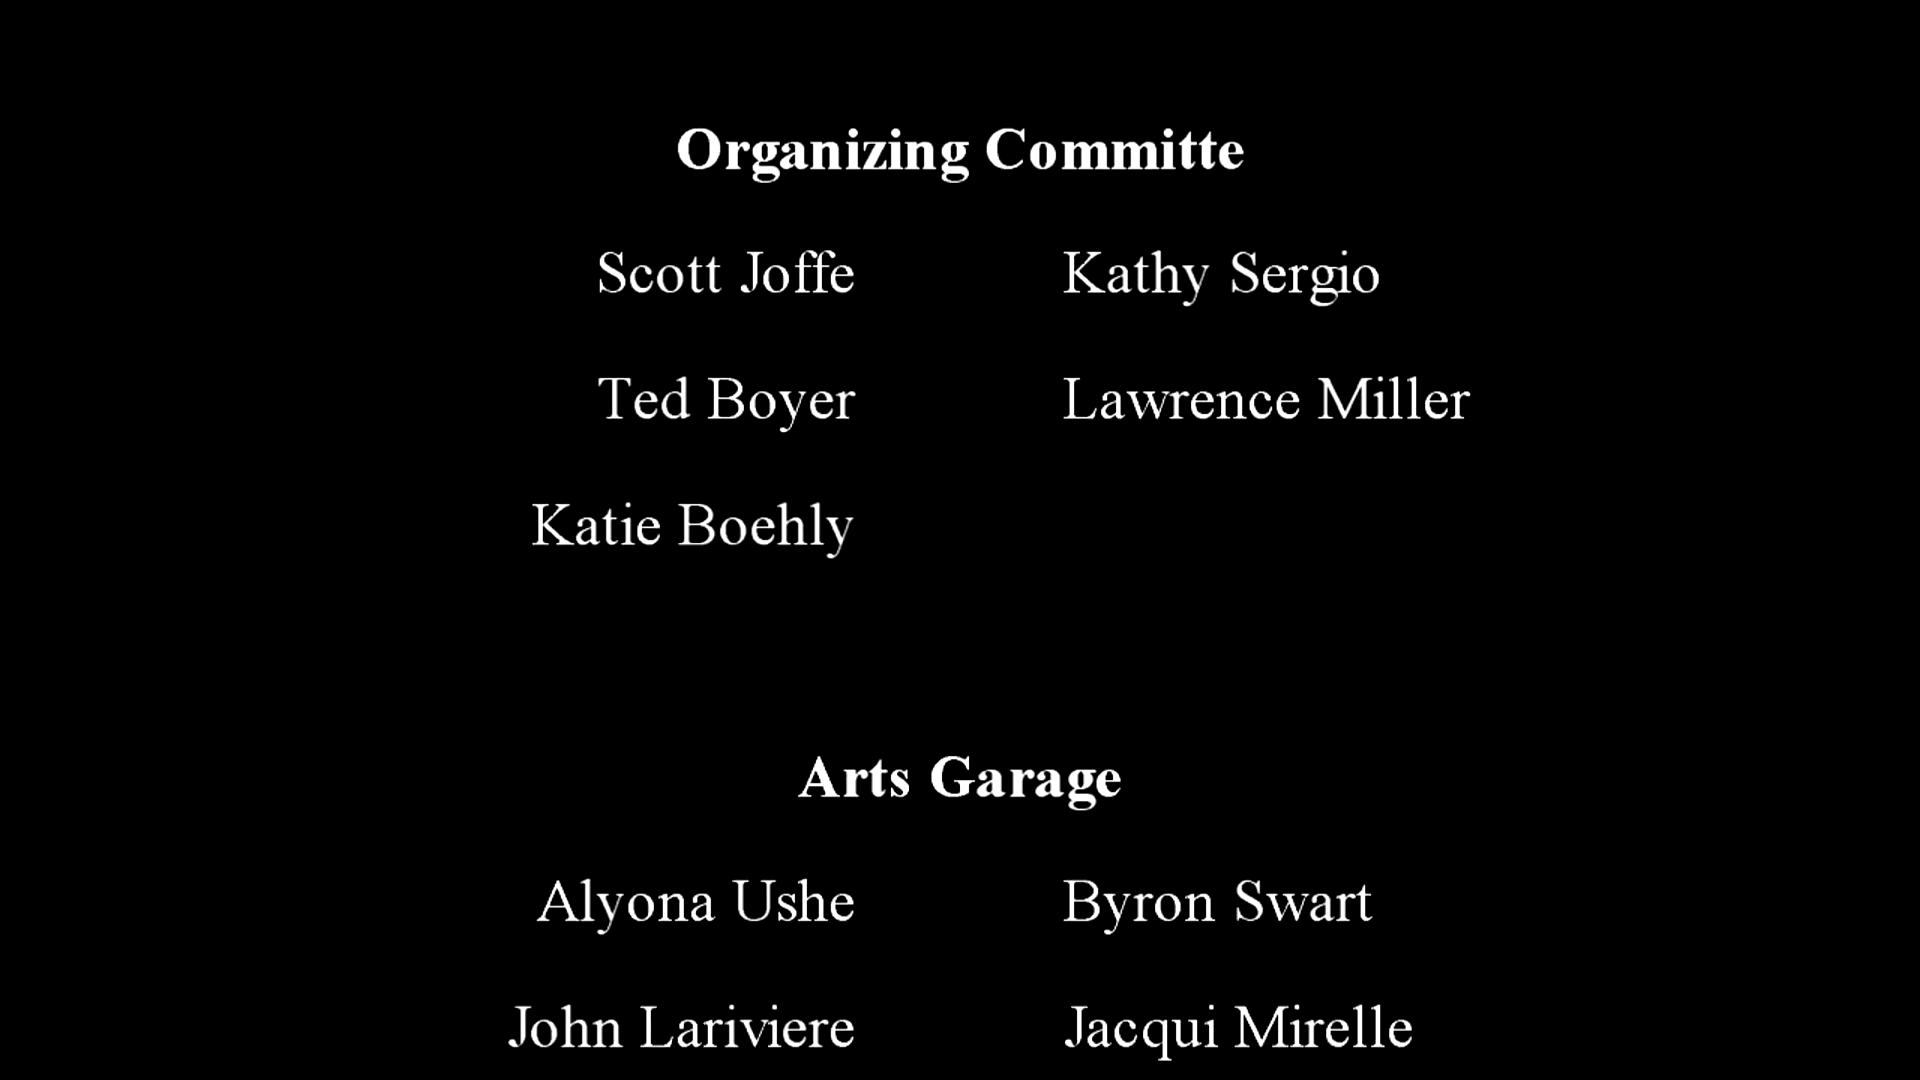 Organizing Committe
Scott Joffe Kathy Sergio
Ted Boyer Lawrence Miller
Katie Boehly
Arts Garage
Alyona Ushe Byron Swart
John Lariviere Jacqui Mirelle